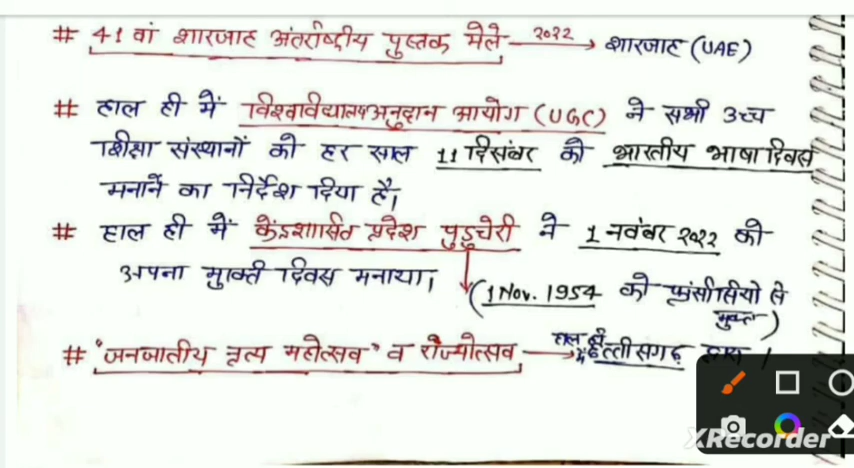 # 41 वां शारजाह अंतर्राष्ट्रीय पुस्तक मेले 2022 → शारजाह (UAE)
# हाल ही में विश्वविद्यालय अनुदान आयोग (UGC) ने सभी उच्च
शिक्षा संस्थानों को हर साल 11 दिसंबर को भारतीय भाषा दिवस
मनाने का निर्देश दिया है।
# हाल ही में केंद्रशासित प्रदेश पुडुचेरी ने 1 नवंबर 2022 को
अपना मुक्ती दिवस मनाया।
(1 Nov. 1954 को फ्रांसीसियो से
मुक्त)
# "जनजातीय नृत्य महोत्सव" व राज्योत्सव → हाल ही में छत्तीसगढ़ द्वारा।
XRecorder